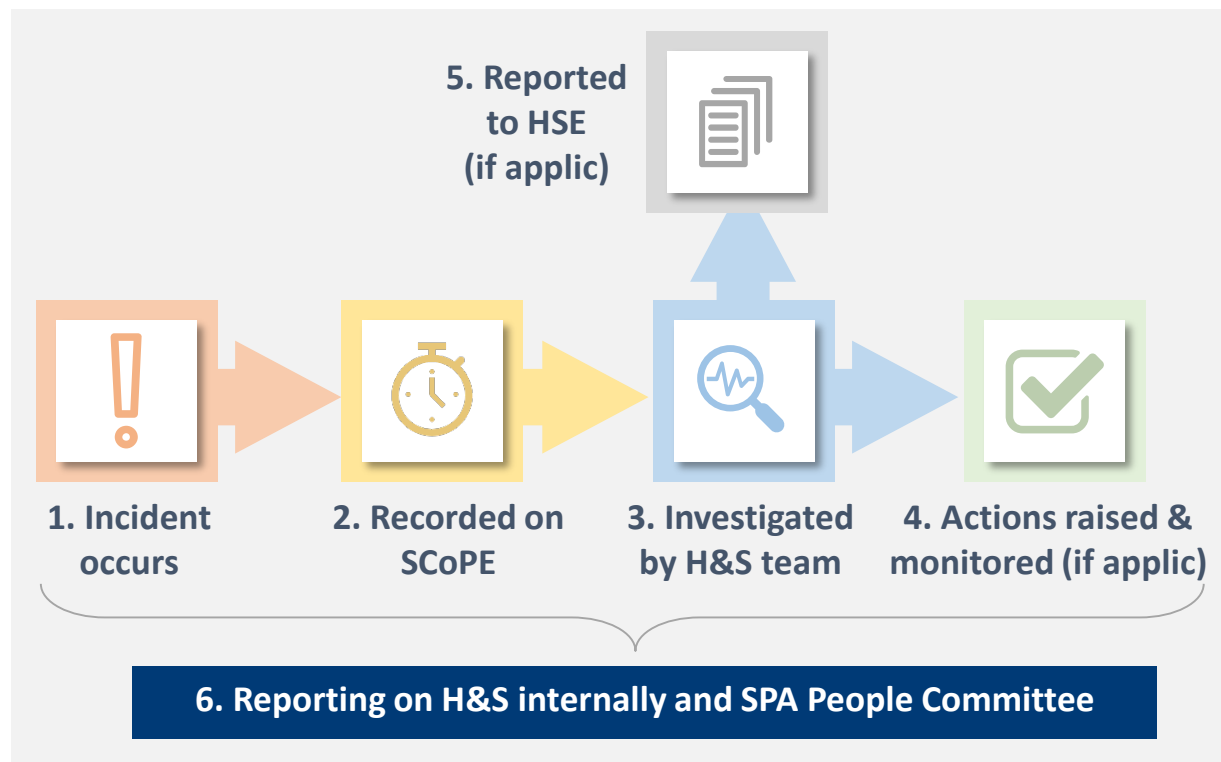 5. Reported
to HSE
(if applic)
1. Incident
occurs
2. Recorded on
SCoPE
3. Investigated
by H&S team
4. Actions raised &
monitored (if applic)
6. Reporting on H&S internally and SPA People Committee